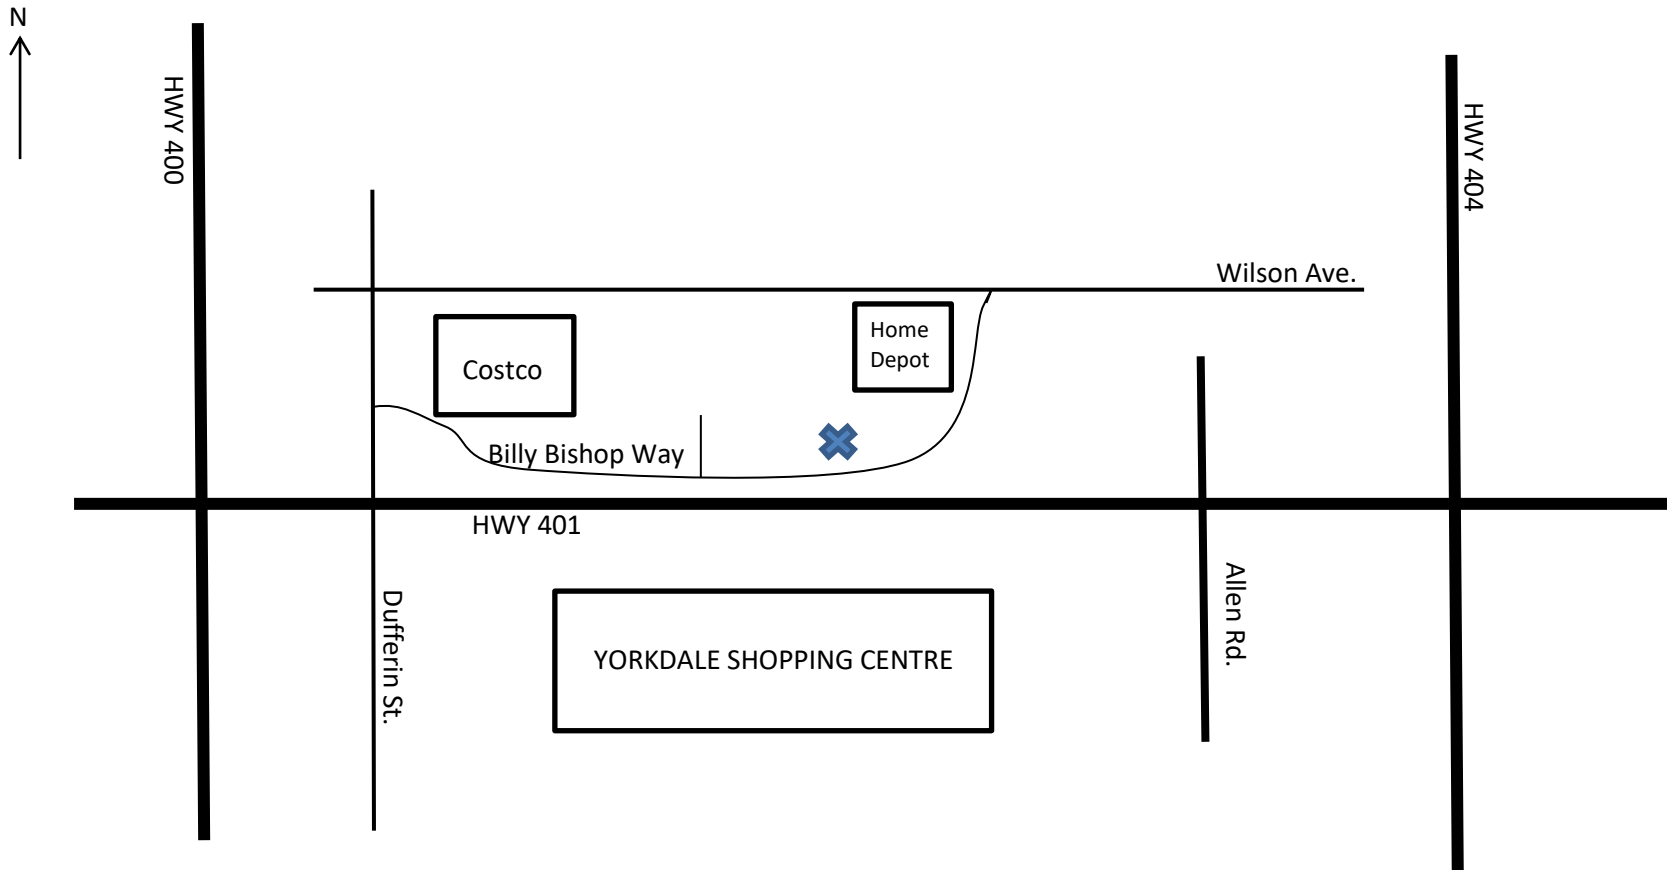 N
HWY 400
HWY 404
Wilson Ave.
Home
Depot
Costco
Billy Bishop Way
HWY 401
Dufferin St.
Allen Rd.
YORKDALE SHOPPING CENTRE